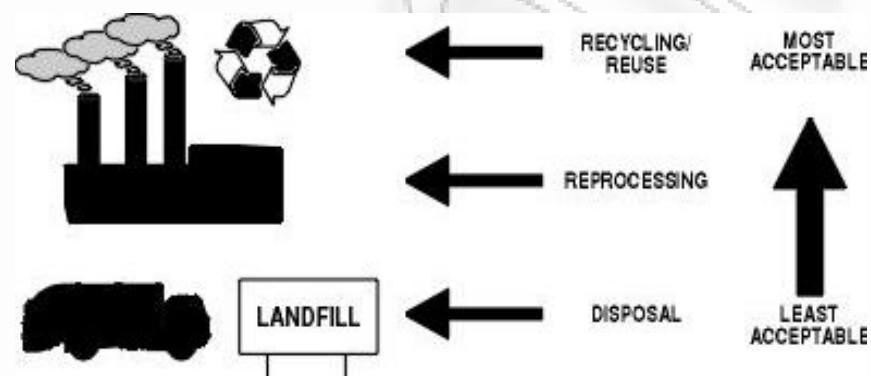 RECYCLING/
REUSE
MOST
ACCEPTABLE
REPROCESSING
LANDFILL
DISPOSAL
LEAST
ACCEPTABLE